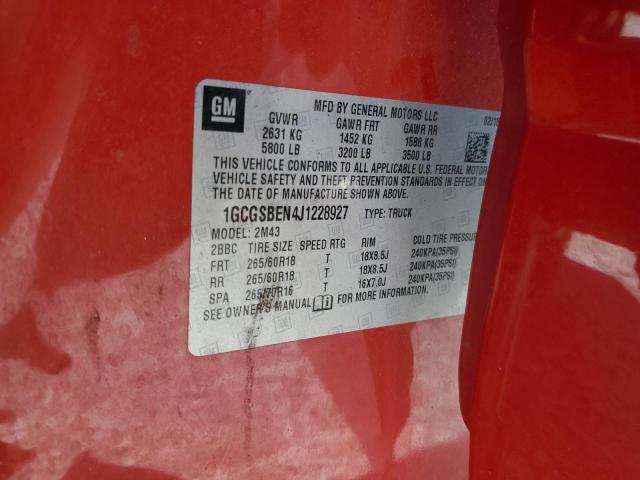 GM
MFD BY GENERAL MOTORS LLC
GVWR GAWR FRT GAWR RR
2631 KG 1452 KG 1588 KG
5800 LB 3200 LB 3500 LB
THIS VEHICLE CONFORMS TO ALL APPLICABLE U.S. FEDERAL MOTOR
VEHICLE SAFETY AND THEFT PREVENTION STANDARDS IN EFFECT ON
THE DATE OF MANUFACTURE SHOWN ABOVE.
1GCGSBEN4J1228927 TYPE: TRUCK
MODEL: 2M43
2BBC TIRE SIZE SPEED RTG RIM COLD TIRE PRESSURE
FRT 265/60R18 T 18X8.5J 240KPA(35PSI)
RR 265/60R18 T 18X8.5J 240KPA(35PSI)
SPA 265/70R16 T 16X7.0J 240KPA(35PSI)
SEE OWNER'S MANUAL FOR MORE INFORMATION.